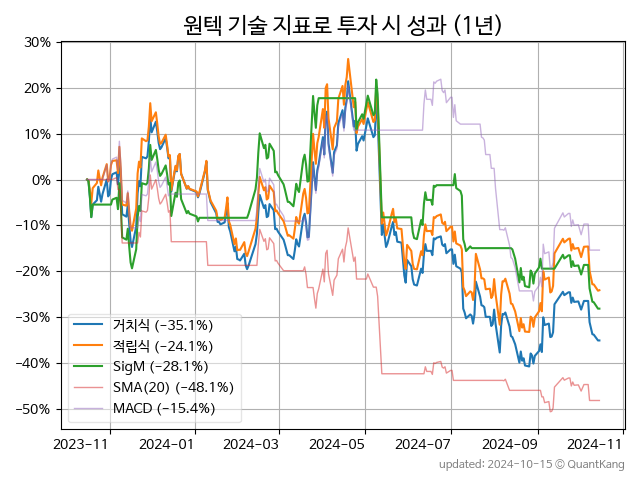 원텍 기술 지표로 투자 시 성과 (1년)
30%
20%
10%
0%
−10%
−20%
−30%
−40%
−50%
거치식 (−35.1%)
적립식 (−24.1%)
SigM (−28.1%)
SMA(20) (−48.1%)
MACD (−15.4%)
2023-11 2024-01 2024-03 2024-05 2024-07 2024-09 2024-11
updated: 2024-10-15 © QuantKang